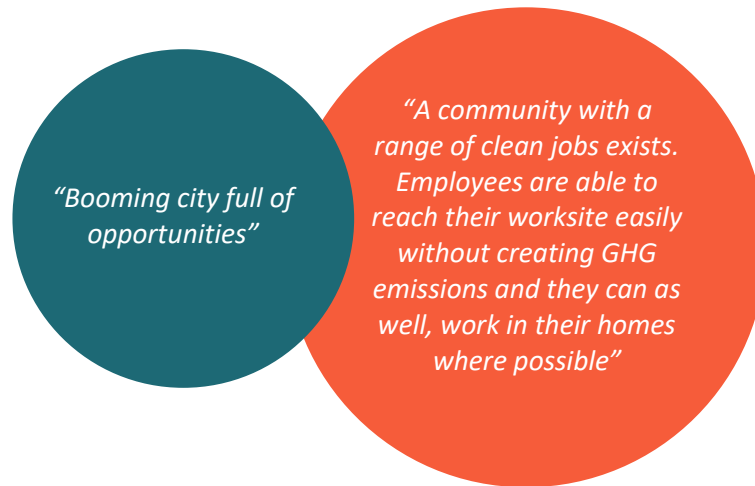 “Booming city full of
opportunities”
“A community with a
range of clean jobs exists.
Employees are able to
reach their worksite easily
without creating GHG
emissions and they can as
well, work in their homes
where possible”